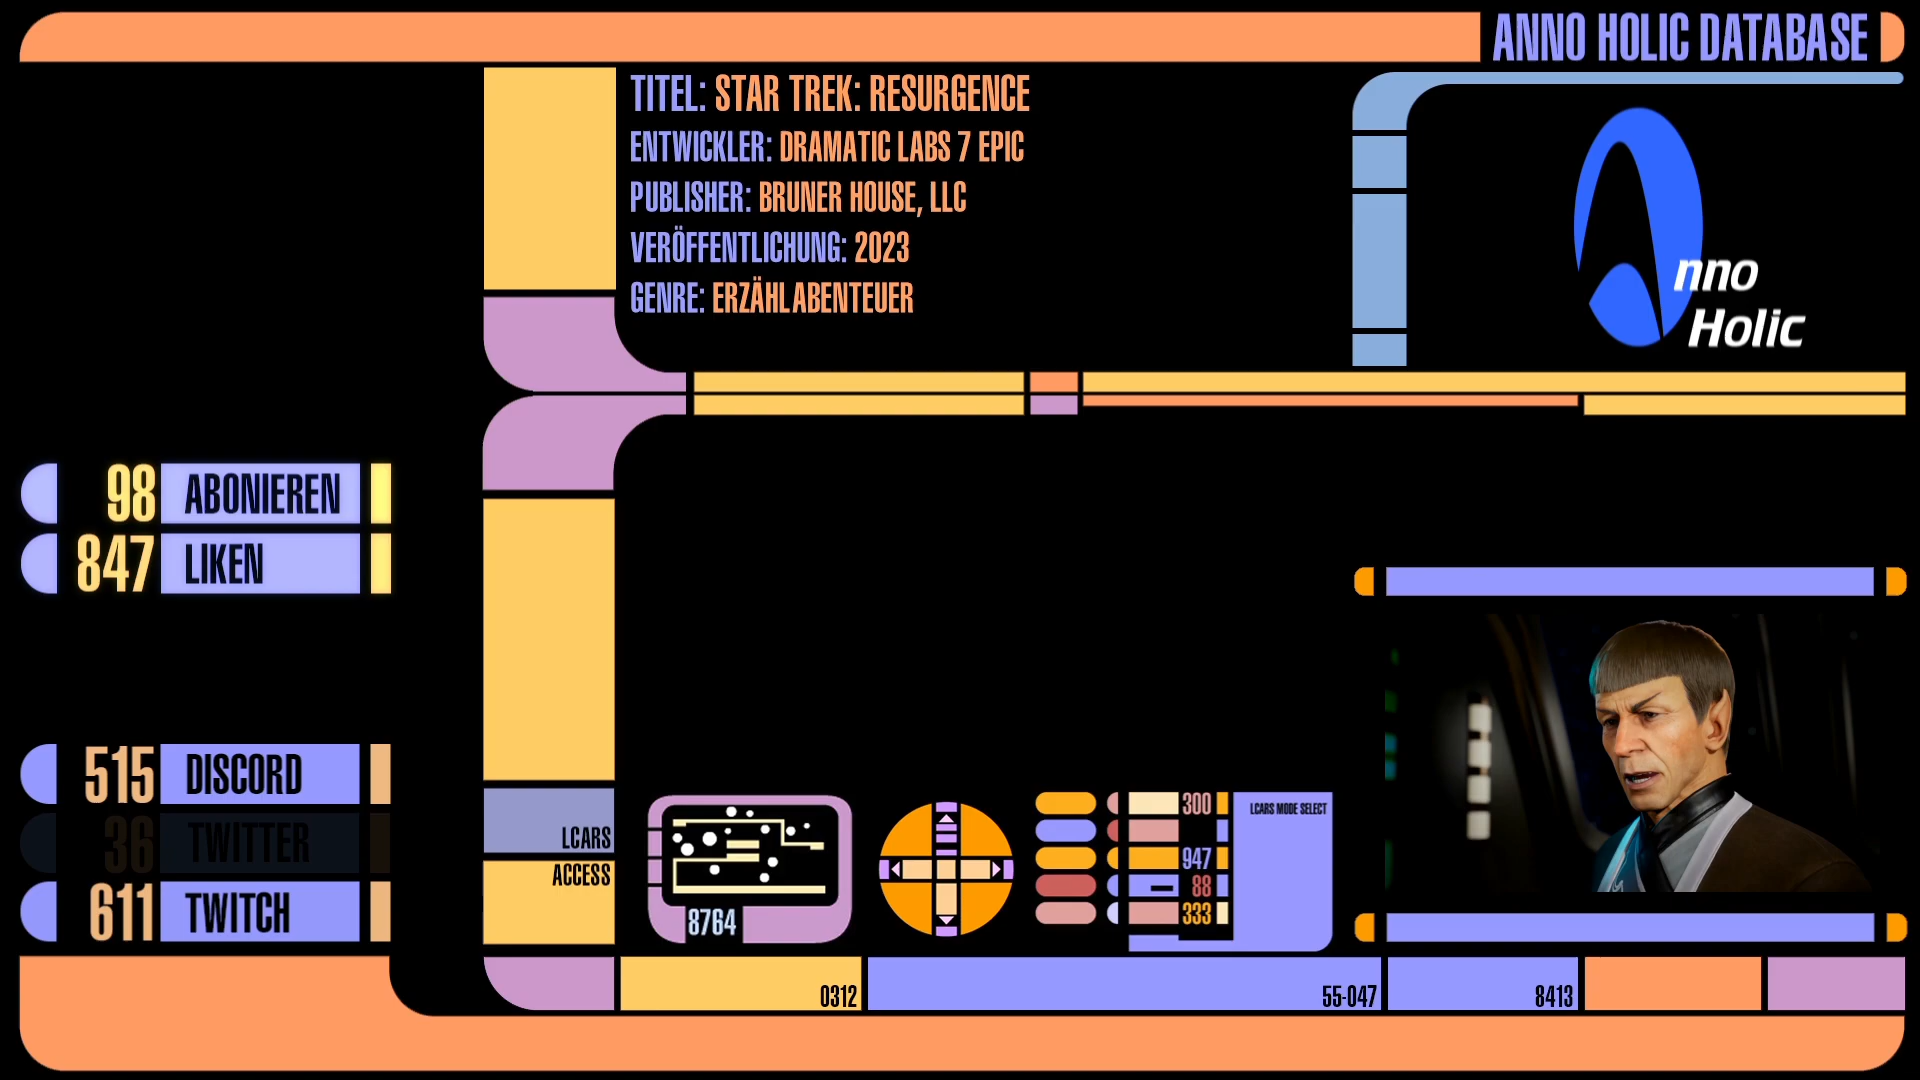 ANNO HOLIC DATABASE
TITEL: STAR TREK: RESURGENCE
ENTWICKLER: DRAMATIC LABS 7 EPIC
PUBLISHER: BRUNER HOUSE, LLC
VERÖFFENTLICHUNG: 2023
GENRE: ERZÄHLABENTEUER
nno
Holic
98 ABONIEREN
847 LIKEN
515 DISCORD
36 TWITTER
611 TWITCH
LCARS
ACCESS
8764
300
947
88
333
LCARS MODE SELECT
0312
55-047
8413